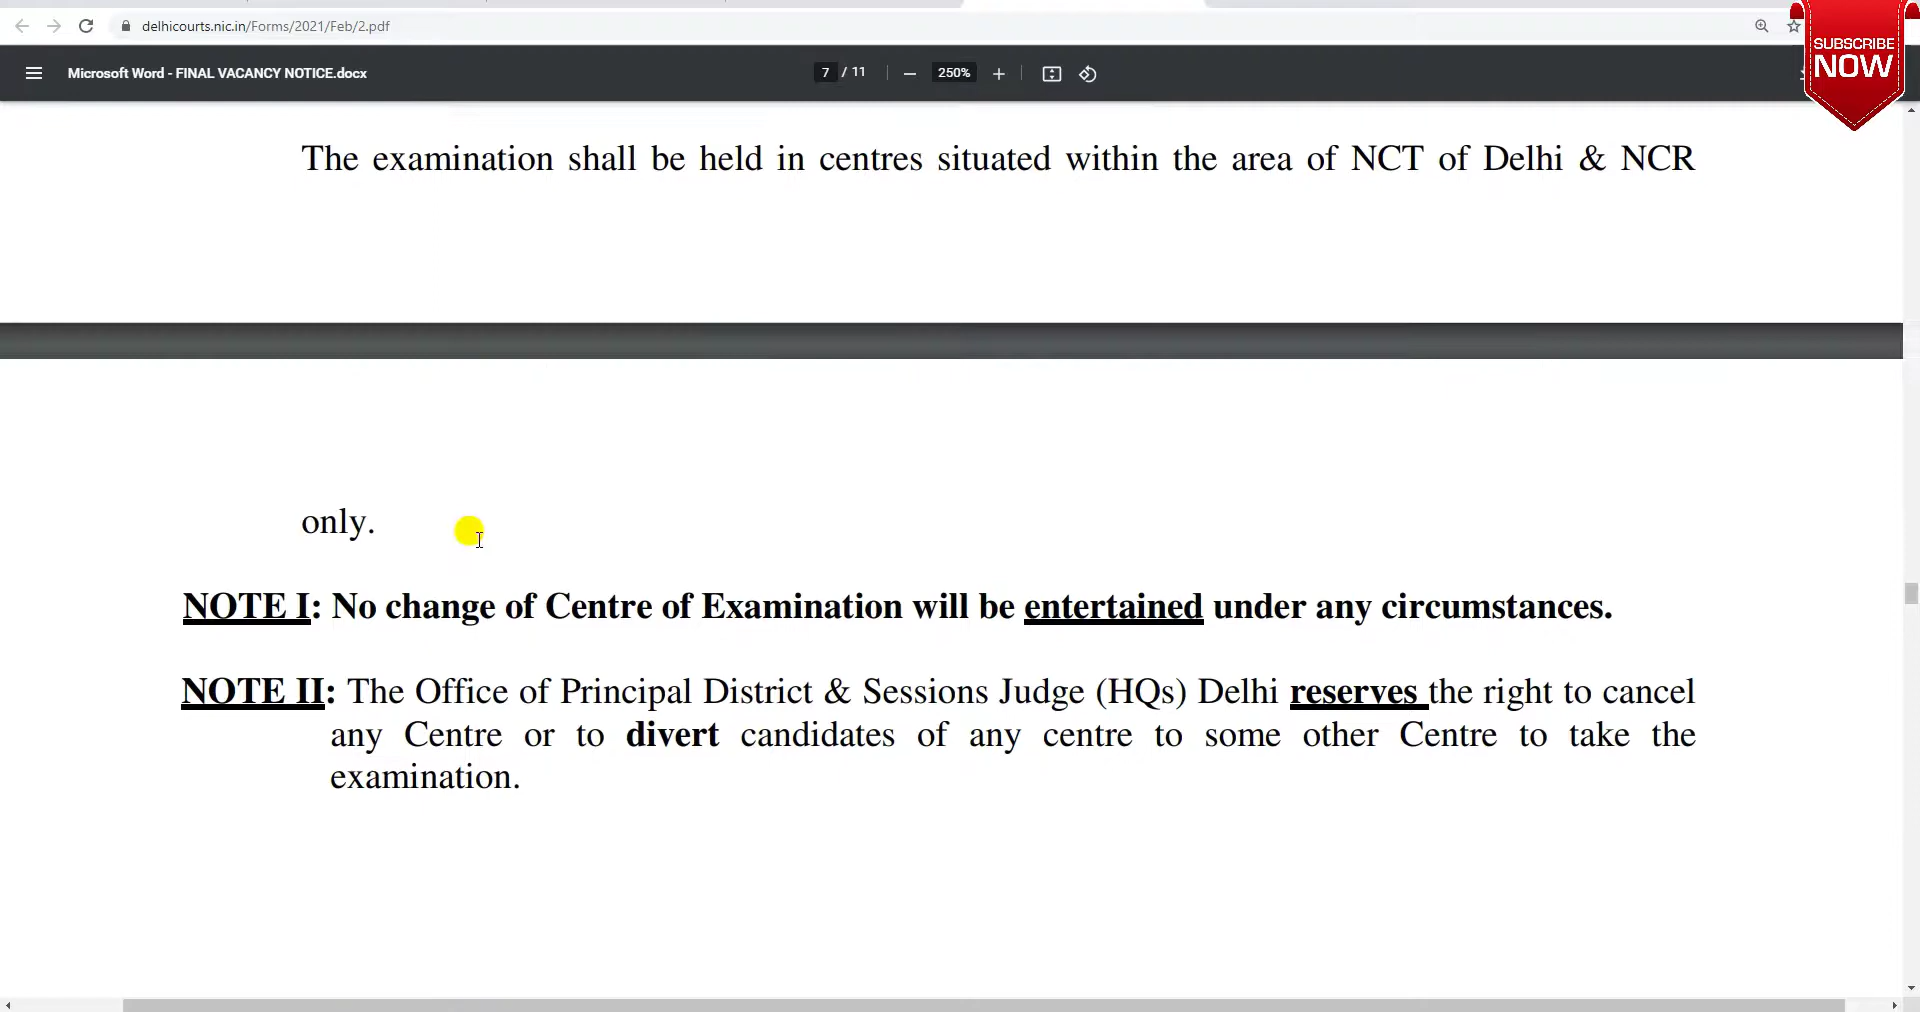 delhicourts.nic.in/Forms/2021/Feb/2.pdf
SUBSCRIBE
NOW
Microsoft Word - FINAL VACANCY NOTICE.docx
7 / 11
250%
The examination shall be held in centres situated within the area of NCT of Delhi & NCR
only.
NOTE I: No change of Centre of Examination will be entertained under any circumstances.
NOTE II: The Office of Principal District & Sessions Judge (HQs) Delhi reserves the right to cancel
any Centre or to divert candidates of any centre to some other Centre to take the
examination.